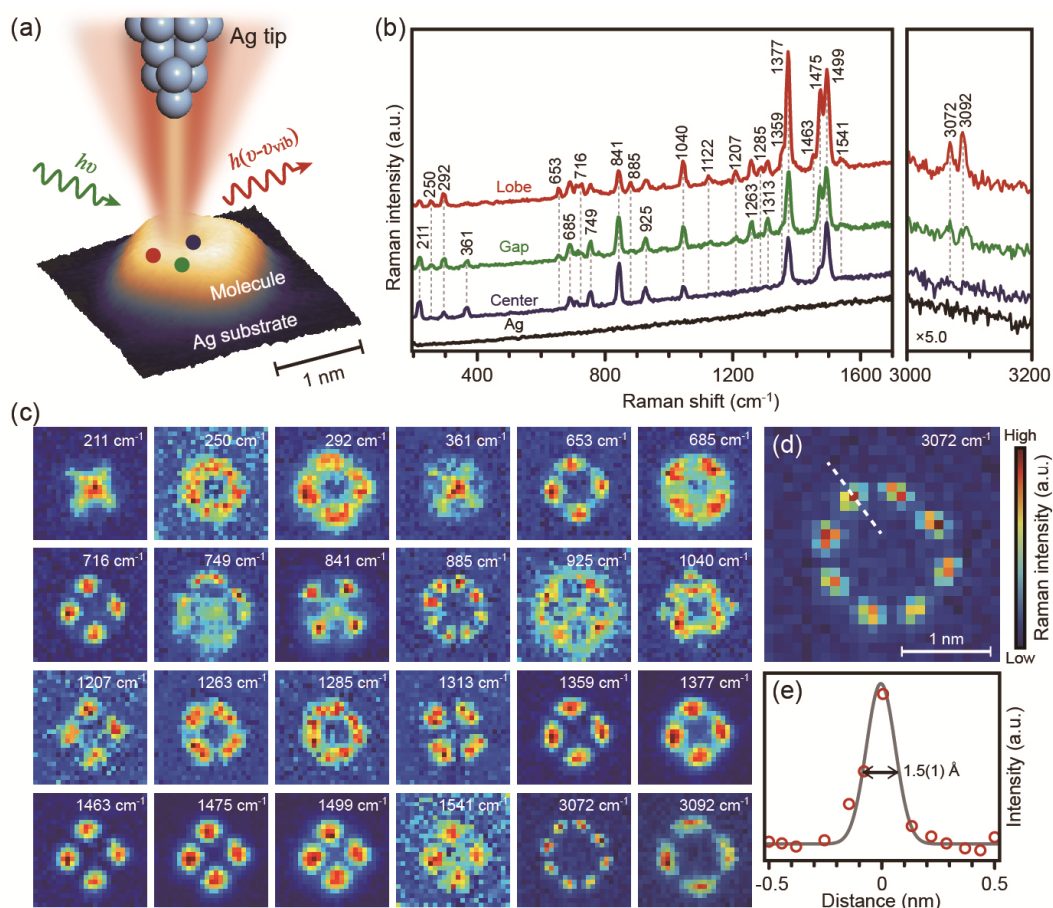 (a)
Ag tip
hυ
h(υ-υvib)
Molecule
Ag substrate
1 nm
(b)
Raman intensity (a.u.)
250
292
653
716
841
885
1040
1122
1207
1285
1359
1377
1463
1475
1499
1541
3072
3092
Lobe
211
361
685
749
925
1263
1313
Gap
Center
Ag
×5.0
400
800
1200
1600
3000
3200
Raman shift (cm-1)
(c)
211 cm-1
250 cm-1
292 cm-1
361 cm-1
653 cm-1
685 cm-1
716 cm-1
749 cm-1
841 cm-1
885 cm-1
925 cm-1
1040 cm-1
1207 cm-1
1263 cm-1
1285 cm-1
1313 cm-1
1359 cm-1
1377 cm-1
1463 cm-1
1475 cm-1
1499 cm-1
1541 cm-1
3072 cm-1
3092 cm-1
(d)
3072 cm-1
1 nm
High
Raman intensity (a.u.)
Low
(e)
1.5(1) Å
Intensity (a.u.)
-0.5
0
0.5
Distance (nm)